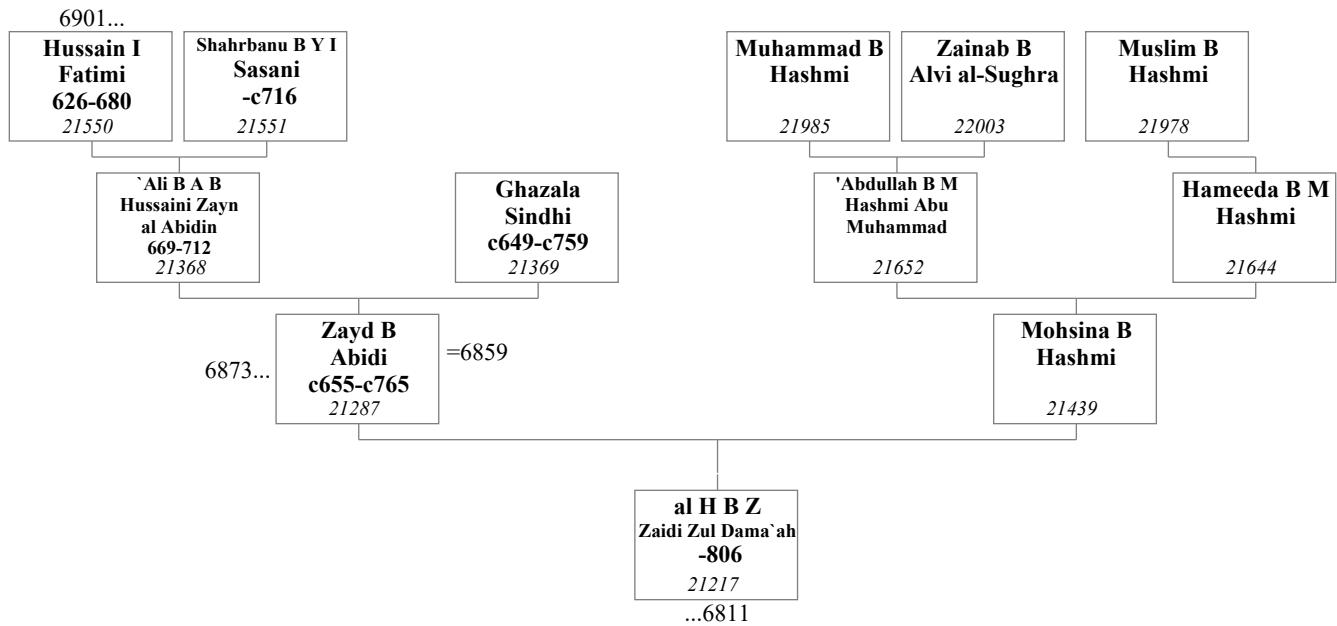 6901...
Hussain I
Fatimi
626-680
21550
Shahrbanu B Y I
Sasani
-c716
21551
Muhammad B
Hashmi
21985
Zainab B
Alvi al-Sughra
22003
Muslim B
Hashmi
21978
`Ali B A B
Hussaini Zayn
al Abidin
669-712
21368
Ghazala
Sindhi
c649-c759
21369
'Abdullah B M
Hashmi Abu
Muhammad
21652
Hameeda B M
Hashmi
21644
6873...
Zayd B
Abidi
c655-c765
21287
=6859
Mohsina B
Hashmi
21439
al H B Z
Zaidi Zul Dama`ah
-806
21217
...6811